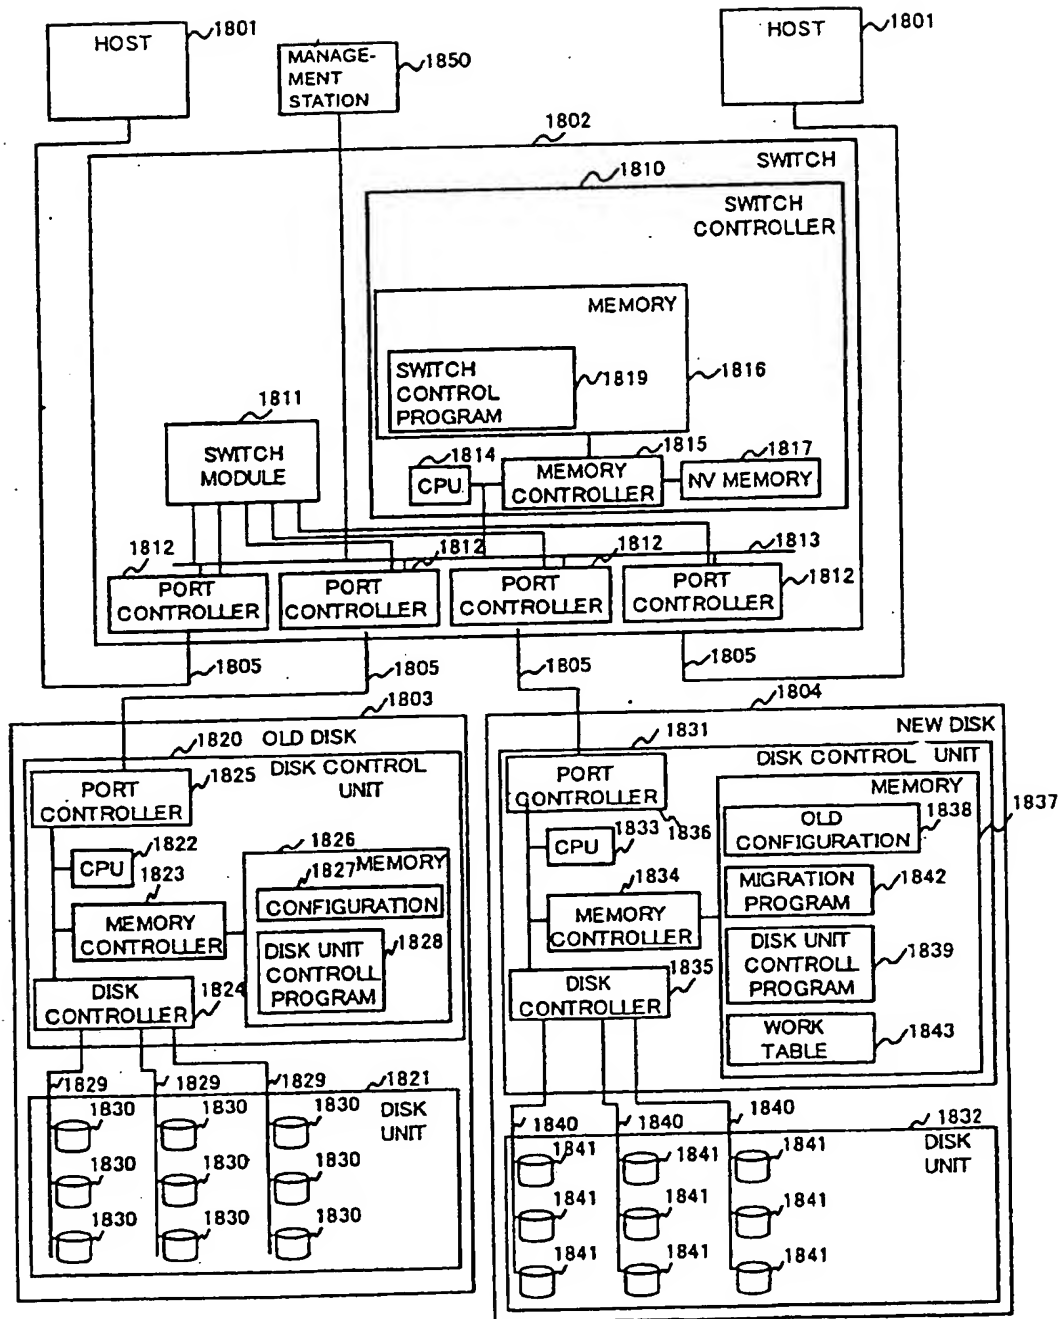 HOST
1801
MANAGE-
MENT
STATION
1850
HOST
1801
1802
SWITCH
1810
SWITCH
CONTROLLER
MEMORY
SWITCH
CONTROL
PROGRAM
1819
1816
1811
SWITCH
MODULE
1814
CPU
1815
MEMORY
CONTROLLER
1817
NV MEMORY
1813
1812
PORT
CONTROLLER
1812
PORT
CONTROLLER
1812
PORT
CONTROLLER
1812
PORT
CONTROLLER
1805
1805
1805
1805
1803
OLD DISK
1820
DISK CONTROL
UNIT
PORT
CONTROLLER
1825
CPU
1822
1823
MEMORY
CONTROLLER
1826
MEMORY
1827
CONFIGURATION
DISK UNIT
CONTROLL
PROGRAM
1828
DISK
CONTROLLER
1824
1829
1829
1829
1821
DISK
UNIT
1830
1830
1830
1830
1830
1830
1830
1830
1830
1804
NEW DISK
1831
DISK CONTROL UNIT
PORT
CONTROLLER
1836
CPU
1833
1834
MEMORY
CONTROLLER
MEMORY
1837
OLD
CONFIGURATION
1838
MIGRATION
PROGRAM
1842
DISK UNIT
CONTROLL
PROGRAM
1839
WORK
TABLE
1843
DISK
CONTROLLER
1835
1840
1840
1840
1832
DISK
UNIT
1841
1841
1841
1841
1841
1841
1841
1841
1841